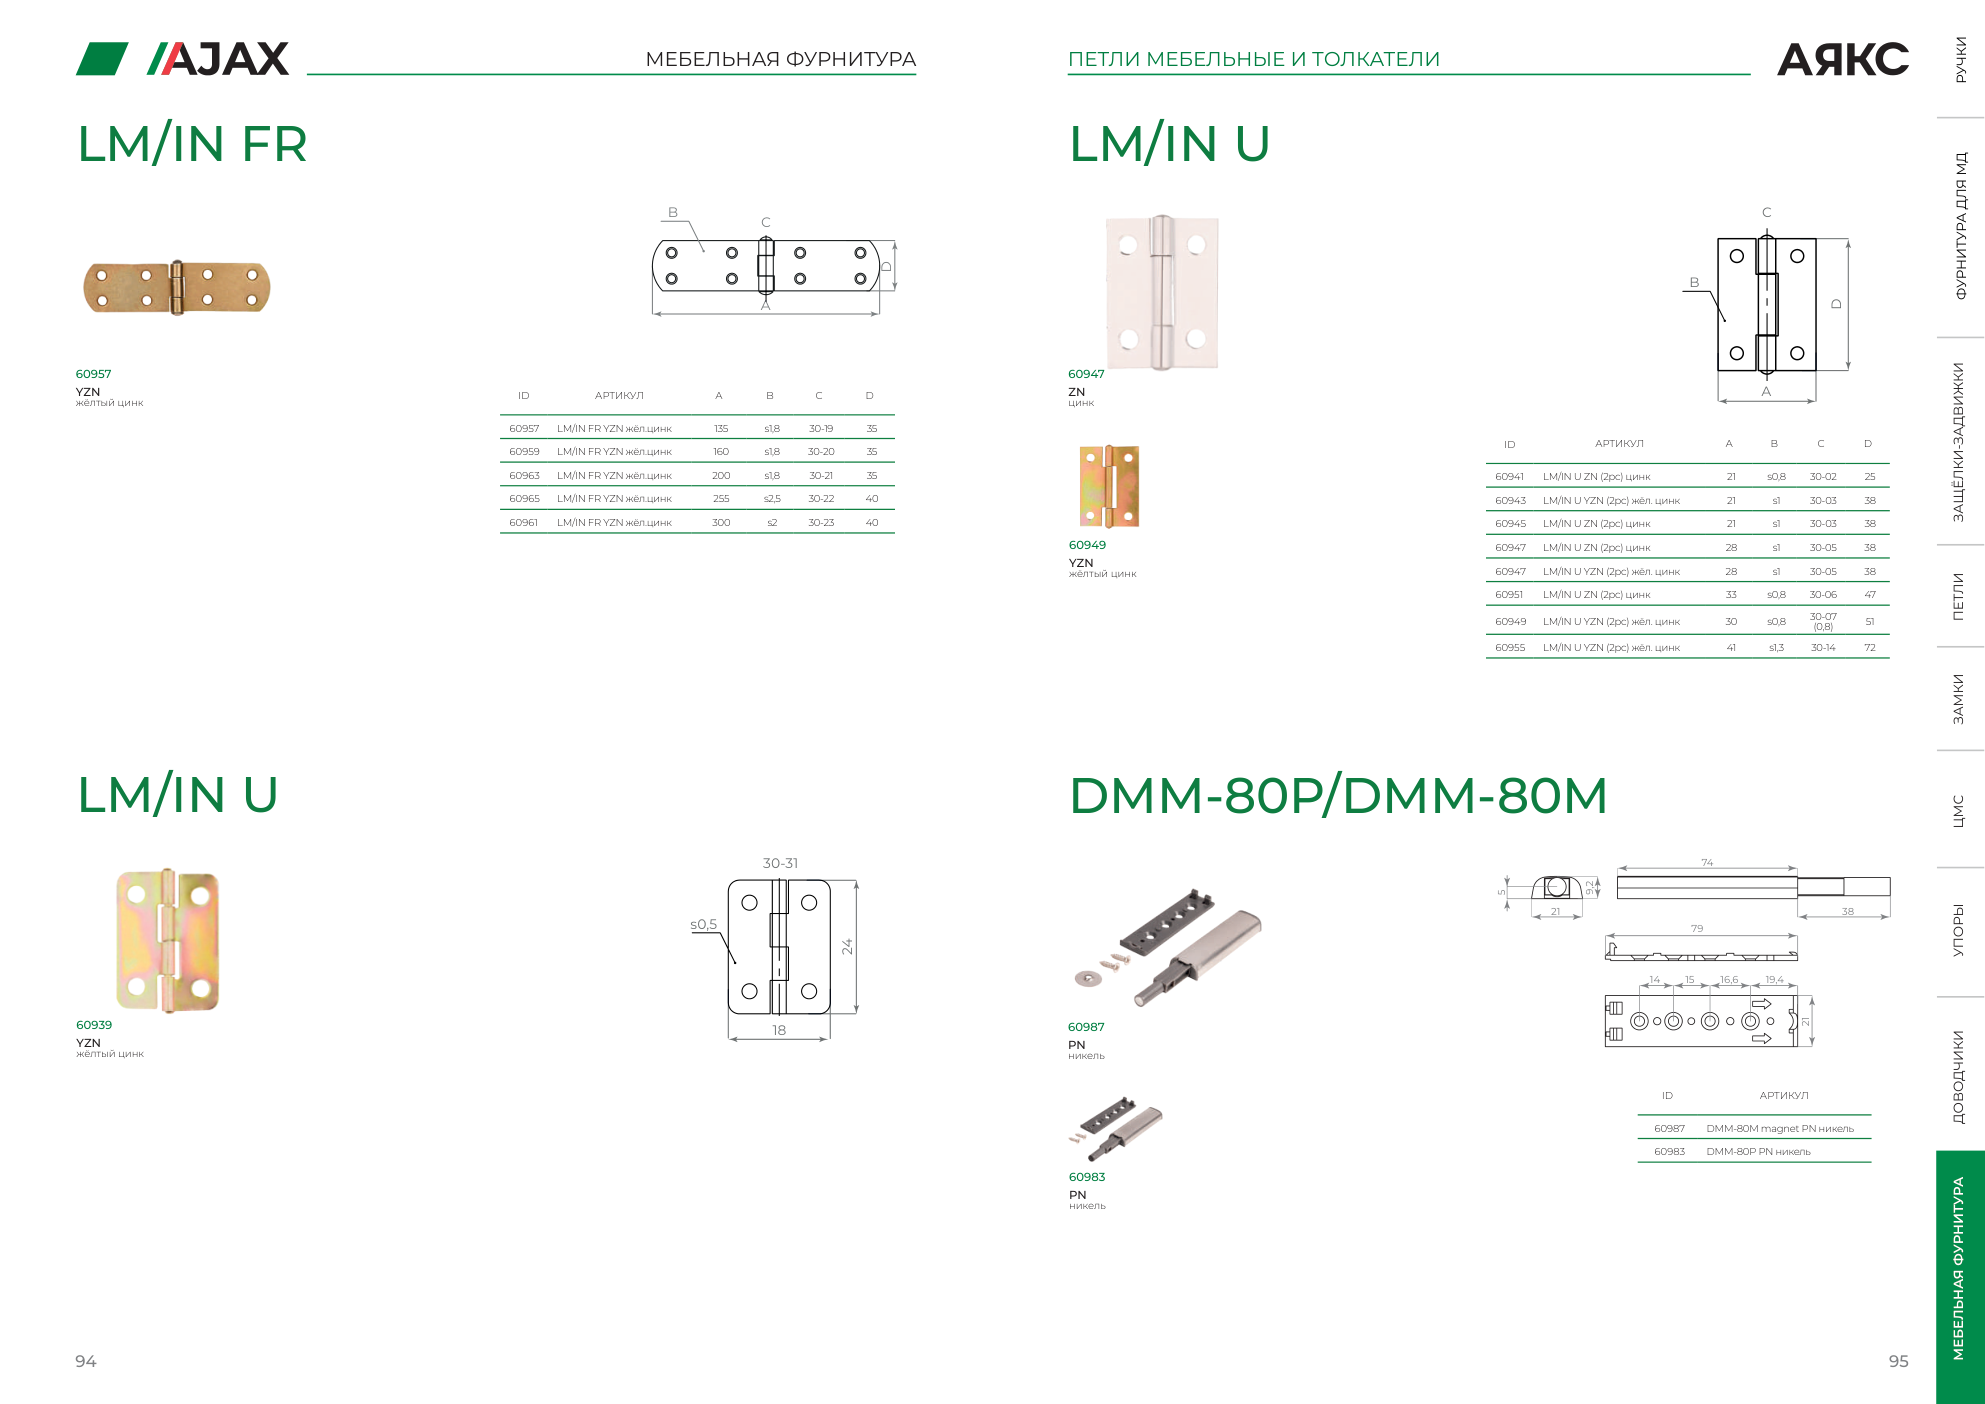 AJAX
МЕБЕЛЬНАЯ ФУРНИТУРА
LM/IN FR
B
C
D
A
60957
YZN
жёлтый цинк
ID АРТИКУЛ A B C D
60957 LM/IN FR YZN жёл.цинк 135 s1,8 30-19 35
60959 LM/IN FR YZN жёл.цинк 160 s1,8 30-20 35
60963 LM/IN FR YZN жёл.цинк 200 s1,8 30-21 35
60965 LM/IN FR YZN жёл.цинк 255 s2,5 30-22 40
60961 LM/IN FR YZN жёл.цинк 300 s2 30-23 40
LM/IN U
30-31
s0,5
24
18
60939
YZN
жёлтый цинк
94
ПЕТЛИ МЕБЕЛЬНЫЕ И ТОЛКАТЕЛИ
АЯКС
LM/IN U
C
B
D
A
60947
ZN
цинк
60949
YZN
жёлтый цинк
ID АРТИКУЛ A B C D
60941 LM/IN U ZN (2pc) цинк 21 s0,8 30-02 25
60943 LM/IN U YZN (2pc) жёл. цинк 21 s1 30-03 38
60945 LM/IN U ZN (2pc) цинк 21 s1 30-03 38
60947 LM/IN U ZN (2pc) цинк 28 s1 30-05 38
60947 LM/IN U YZN (2pc) жёл. цинк 28 s1 30-05 38
60951 LM/IN U ZN (2pc) цинк 33 s0,8 30-06 47
60949 LM/IN U YZN (2pc) жёл. цинк 30 s0,8 30-07 (0,8) 51
60955 LM/IN U YZN (2pc) жёл. цинк 41 s1,3 30-14 72
DMM-80P/DMM-80M
74
5
9,2
21
38
79
14 15 16,6 19,4
21
60987
PN
никель
60983
PN
никель
ID АРТИКУЛ
60987 DMM-80M magnet PN никель
60983 DMM-80P PN никель
95
РУЧКИ
ФУРНИТУРА ДЛЯ МД
ЗАЩЁЛКИ-ЗАДВИЖКИ
ПЕТЛИ
ЗАМКИ
ЦМС
УПОРЫ
ДОВОДЧИКИ
МЕБЕЛЬНАЯ ФУРНИТУРА